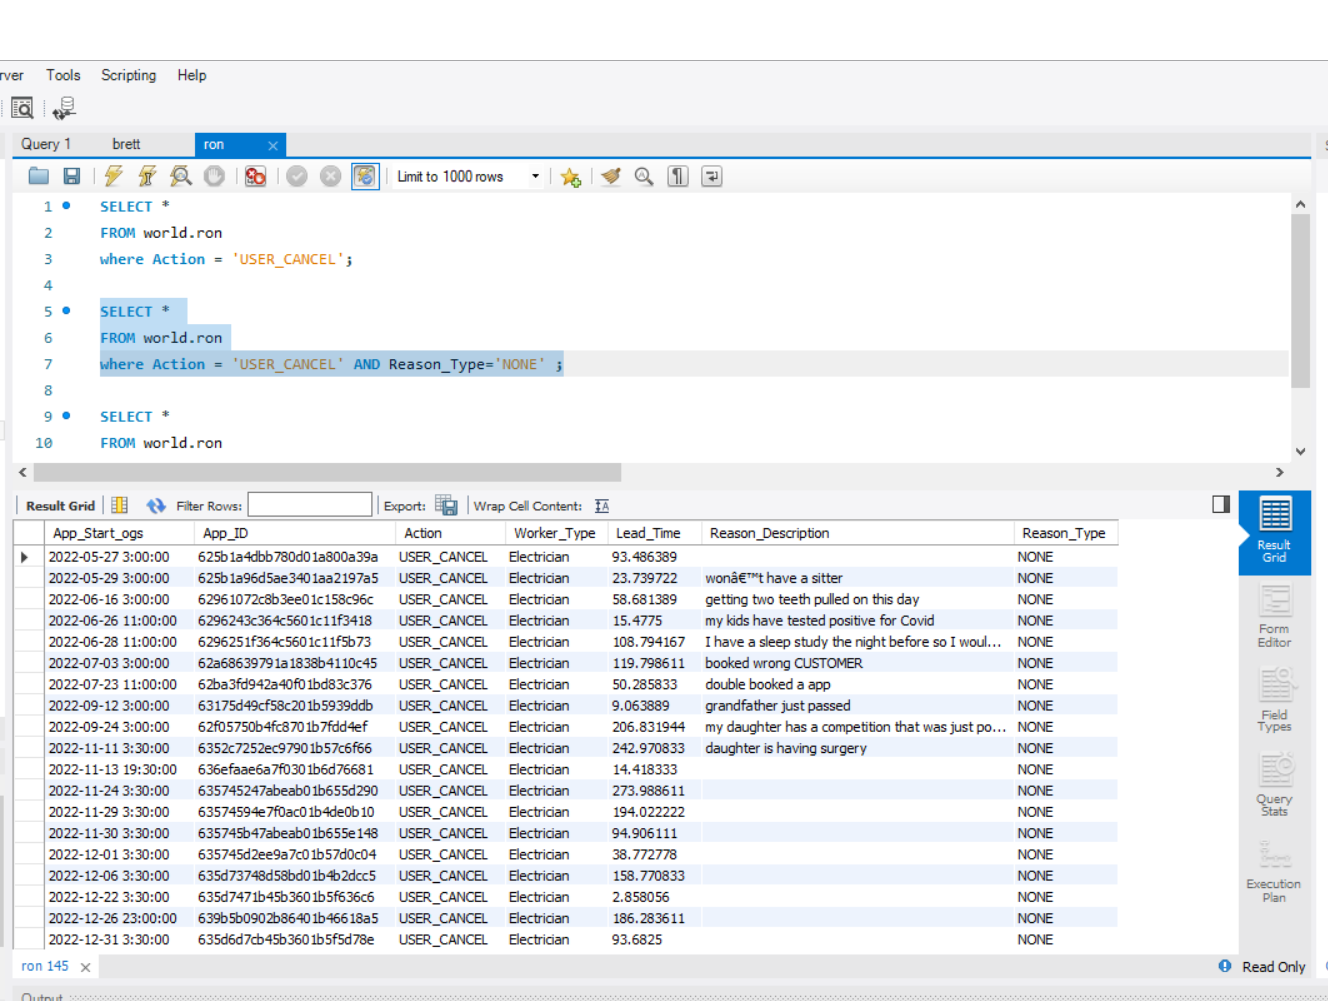 rver Tools Scripting Help
Query 1 brett ron ×
Limit to 1000 rows
1 SELECT *
2 FROM world.ron
3 where Action = 'USER_CANCEL';
4
5 SELECT *
6 FROM world.ron
7 where Action = 'USER_CANCEL' AND Reason_Type='NONE' ;
8
9 SELECT *
10 FROM world.ron
Result Grid Filter Rows: Export: Wrap Cell Content:
App_Start_ogs App_ID Action Worker_Type Lead_Time Reason_Description Reason_Type
2022-05-27 3:00:00 625b1a4dbb780d01a800a39a USER_CANCEL Electrician 93.486389 NONE
2022-05-29 3:00:00 625b1a96d5ae3401aa2197a5 USER_CANCEL Electrician 23.739722 wonâ€™t have a sitter NONE
2022-06-16 3:00:00 62961072c8b3ee01c158c96c USER_CANCEL Electrician 58.681389 getting two teeth pulled on this day NONE
2022-06-26 11:00:00 6296243c364c5601c11f3418 USER_CANCEL Electrician 15.4775 my kids have tested positive for Covid NONE
2022-06-28 11:00:00 6296251f364c5601c11f5b73 USER_CANCEL Electrician 108.794167 I have a sleep study the night before so I woul... NONE
2022-07-03 3:00:00 62a68639791a1838b4110c45 USER_CANCEL Electrician 119.798611 booked wrong CUSTOMER NONE
2022-07-23 11:00:00 62ba3fd942a40f01bd83c376 USER_CANCEL Electrician 50.285833 double booked a app NONE
2022-09-12 3:00:00 63175d49cf58c201b5939ddb USER_CANCEL Electrician 9.063889 grandfather just passed NONE
2022-09-24 3:00:00 62f05750b4fc8701b7fdd4ef USER_CANCEL Electrician 206.831944 my daughter has a competition that was just po... NONE
2022-11-11 3:30:00 6352c7252ec97901b57c6f66 USER_CANCEL Electrician 242.970833 daughter is having surgery NONE
2022-11-13 19:30:00 636efaae6a7f0301b6d76681 USER_CANCEL Electrician 14.418333 NONE
2022-11-24 3:30:00 635745247abeab01b655d290 USER_CANCEL Electrician 273.988611 NONE
2022-11-29 3:30:00 63574594e7f0ac01b4de0b10 USER_CANCEL Electrician 194.022222 NONE
2022-11-30 3:30:00 635745b47abeab01b655e148 USER_CANCEL Electrician 94.906111 NONE
2022-12-01 3:30:00 635745d2ee9a7c01b57d0c04 USER_CANCEL Electrician 38.772778 NONE
2022-12-06 3:30:00 635d73748d58bd01b4b2dcc5 USER_CANCEL Electrician 158.770833 NONE
2022-12-22 3:30:00 635d7471b45b3601b5f636c6 USER_CANCEL Electrician 2.858056 NONE
2022-12-26 23:00:00 639b5b0902b86401b46618a5 USER_CANCEL Electrician 186.283611 NONE
2022-12-31 3:30:00 635d6d7cb45b3601b5f5d78e USER_CANCEL Electrician 93.6825 NONE
Result
Grid
Form
Editor
Field
Types
Query
Stats
Execution
Plan
ron 145 × Read Only
Output